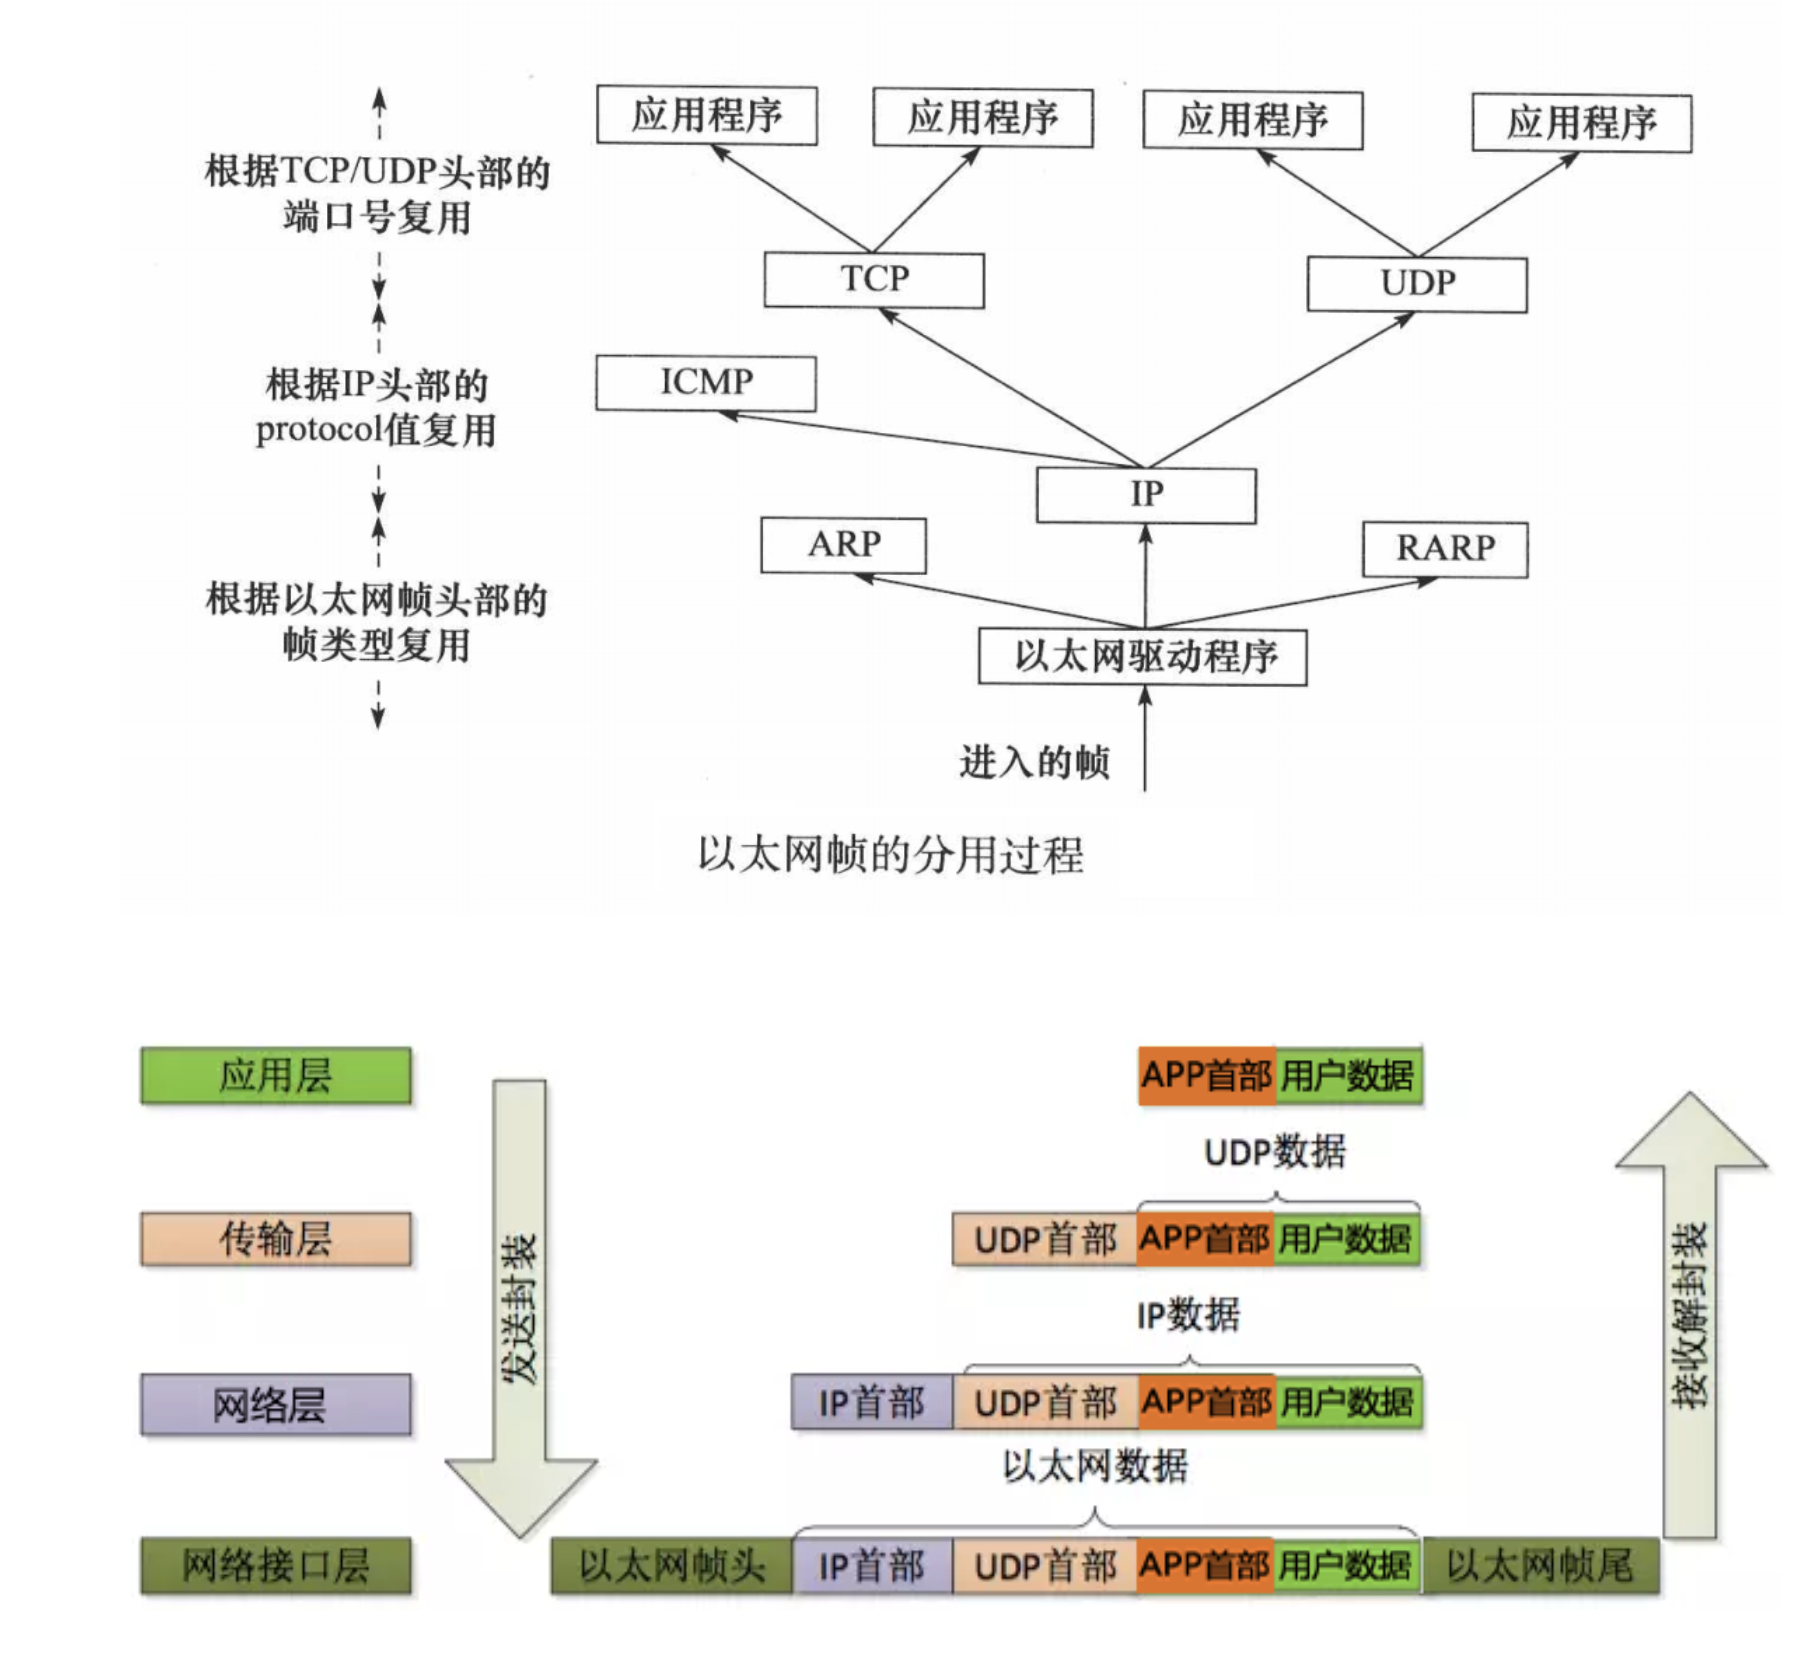 应用程序
应用程序
应用程序
应用程序
根据TCP/UDP头部的
端口号复用
TCP
UDP
根据IP头部的
protocol值复用
ICMP
IP
ARP
RARP
根据以太网帧头部的
帧类型复用
以太网驱动程序
进入的帧
以太网帧的分用过程
应用层
APP首部 用户数据
UDP数据
传输层
UDP首部 APP首部 用户数据
发送封装
接收解封装
IP数据
网络层
IP首部 UDP首部 APP首部 用户数据
以太网数据
网络接口层
以太网帧头 IP首部 UDP首部 APP首部 用户数据 以太网帧尾